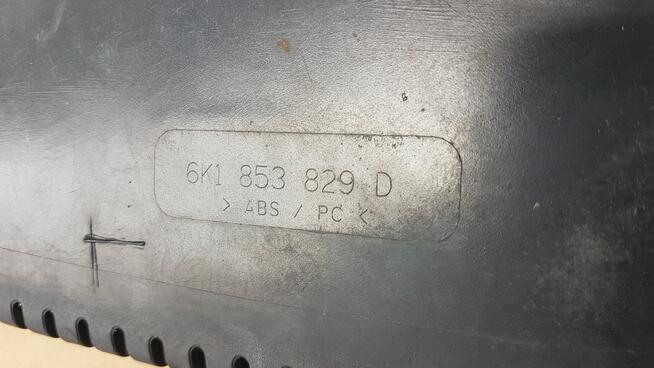 6K1 853 829 D
> ABS / PC <